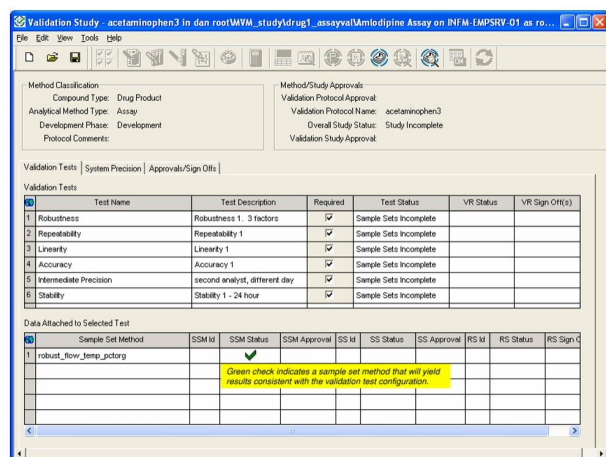 Validation Study - acetaminophen3 in dan root\MVM_study\drug1_assayval\Amlodipine Assay on INFM-EMPSRV-01 as ro...
File Edit View Tools Help
Method Classification
Compound Type: Drug Product
Analytical Method Type: Assay
Development Phase: Development
Protocol Comments:
Method/Study Approvals
Validation Protocol Approval:
Validation Protocol Name: acetaminophen3
Overall Study Status: Study Incomplete
Validation Study Approval:
Validation Tests System Precision Approvals/Sign Offs
Validation Tests
Test Name Test Description Required Test Status VR Status VR Sign Off(s)
1 Robustness Robustness 1. 3 factors Sample Sets Incomplete
2 Repeatability Repeatability 1 Sample Sets Incomplete
3 Linearity Linearity 1 Sample Sets Incomplete
4 Accuracy Accuracy 1 Sample Sets Incomplete
5 Intermediate Precision second analyst, different day Sample Sets Incomplete
6 Stability Stability 1 - 24 hour Sample Sets Incomplete
Data Attached to Selected Test
Sample Set Method SSM Id SSM Status SSM Approval SS Id SS Status SS Approval RS Id RS Status RS Sign O
1 robust_flow_temp_pctorg
Green check indicates a sample set method that will yield
results consistent with the validation test configuration.